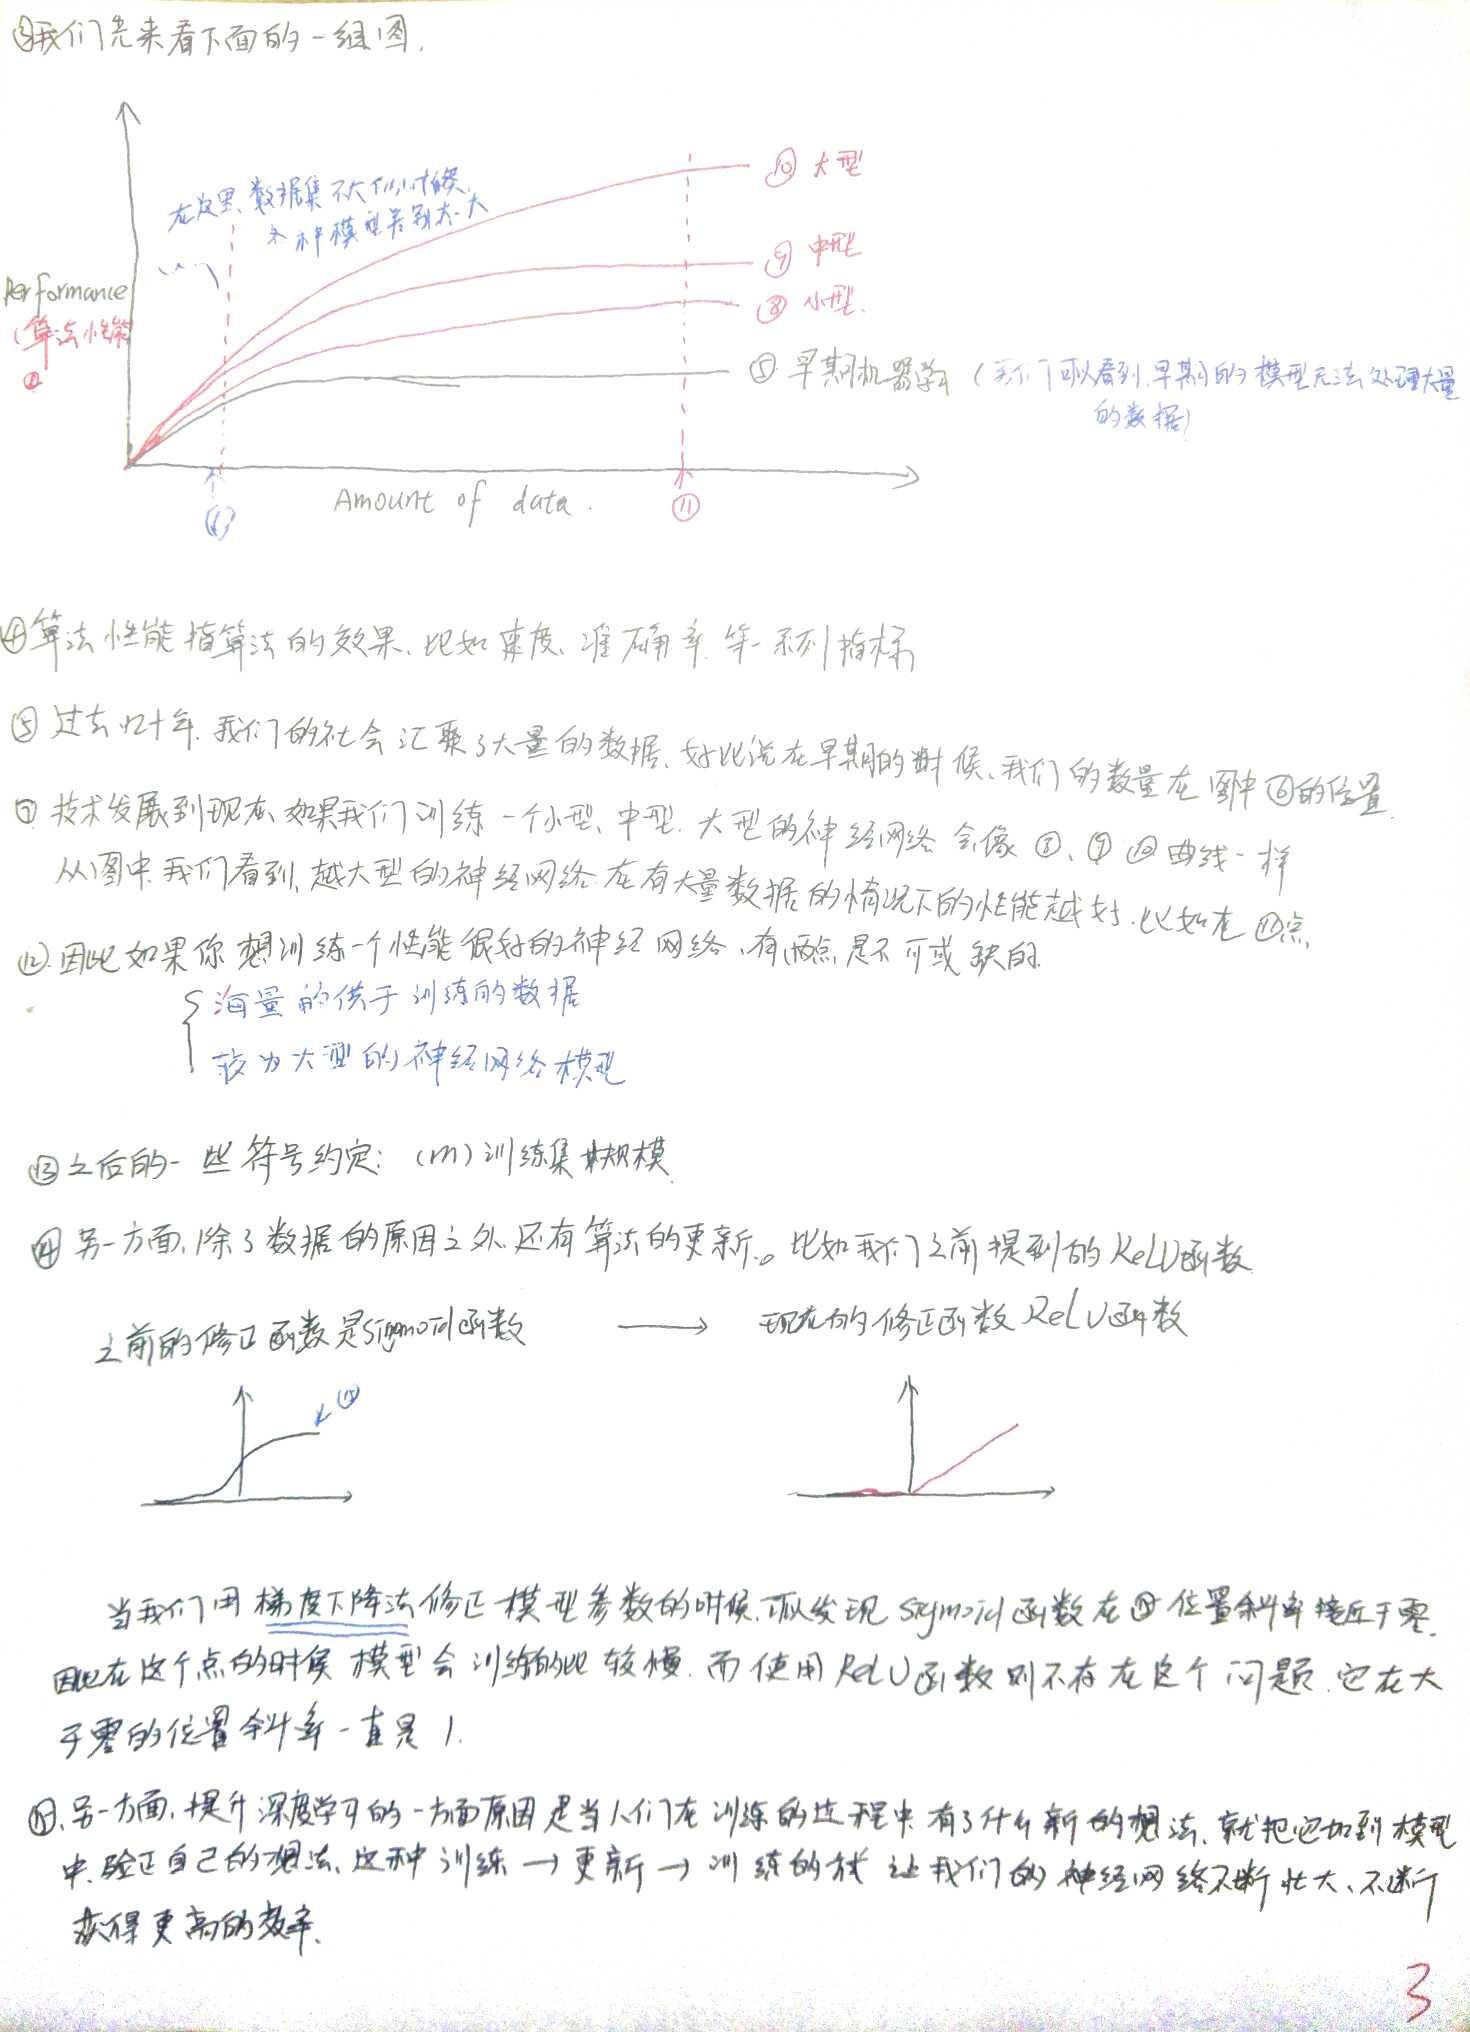 ③我们先来看下面的一组图.
⑩ 大型
在这里、数据集不大的时候、
各种模型差别不大
⑨ 中型
Performance
⑧ 小型.
(算法性能
⑤ 早期机器学习 (我们可以看到,早期的模型无法处理大量
的数据)
Amount of data.
⑥
⑪
④算法性能指算法的效果、比如速度、准确率.等一系列指标
⑤ 过去几十年.我们的社会汇聚了大量的数据、好比说在早期的时候、我们的数量在图中⑥的位置
⑦ 技术发展到现在、如果我们训练一个小型、中型.大型的神经网络会像⑧、⑨⑩曲线一样
从图中.我们看到,越大型的神经网络.在有大量数据的情况下的性能越好.比如在⑪点,
⑫.因此如果你想训练一个性能很好的神经网络、有两点是不可或缺的.
海量的供于训练的数据
较为大型的神经网络模型
⑬之后的一些符号约定: (m)训练集规模.
⑭ 另一方面,除了数据的原因之外.还有算法的更新。比如我们之前提到的ReLU函数.
之前的修正函数是Sigmoid函数 → 现在的修正函数ReLU函数
⑮
当我们用梯度下降法修正模型参数的时候,可以发现Sigmoid函数在⑮位置斜率接近于零.
因此在这个点的时候模型会训练的比较慢.而使用ReLU函数则不存在这个问题.它在大
于零的位置斜率一直是1.
另一方面,提升深度学习的一方面原因是当人们在训练的过程中有了什么新的想法、就把它加到模型
中.验证自己的想法、这种训练→更新→训练的 让我们的神经网络不断壮大、不断
获得更高的效率.
3